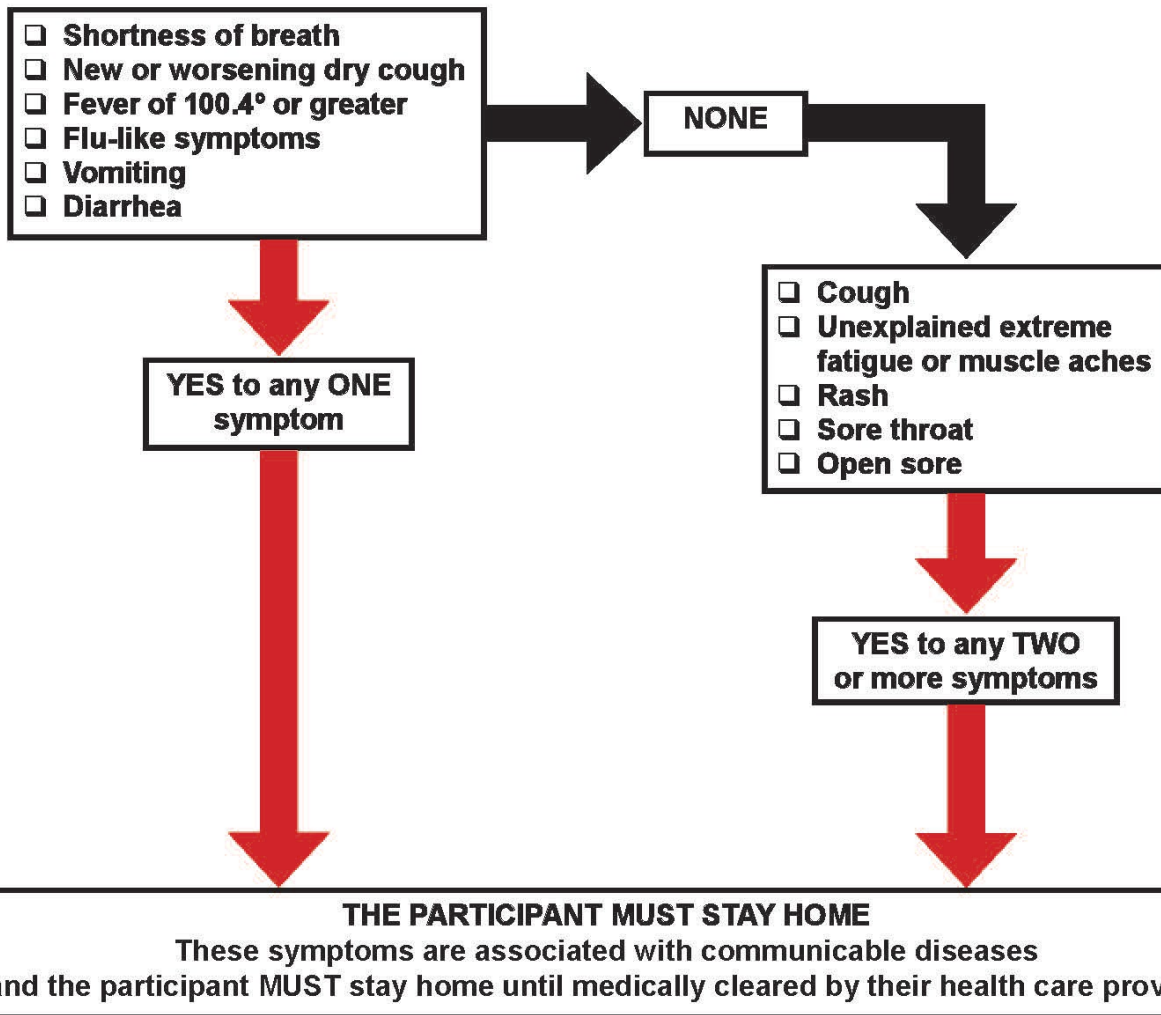 ❑ Shortness of breath
❑ New or worsening dry cough
❑ Fever of 100.4º or greater
❑ Flu-like symptoms
❑ Vomiting
❑ Diarrhea
NONE
YES to any ONE
symptom
❑ Cough
❑ Unexplained extreme
fatigue or muscle aches
❑ Rash
❑ Sore throat
❑ Open sore
YES to any TWO
or more symptoms
THE PARTICIPANT MUST STAY HOME
These symptoms are associated with communicable diseases
and the participant MUST stay home until medically cleared by their health care prov